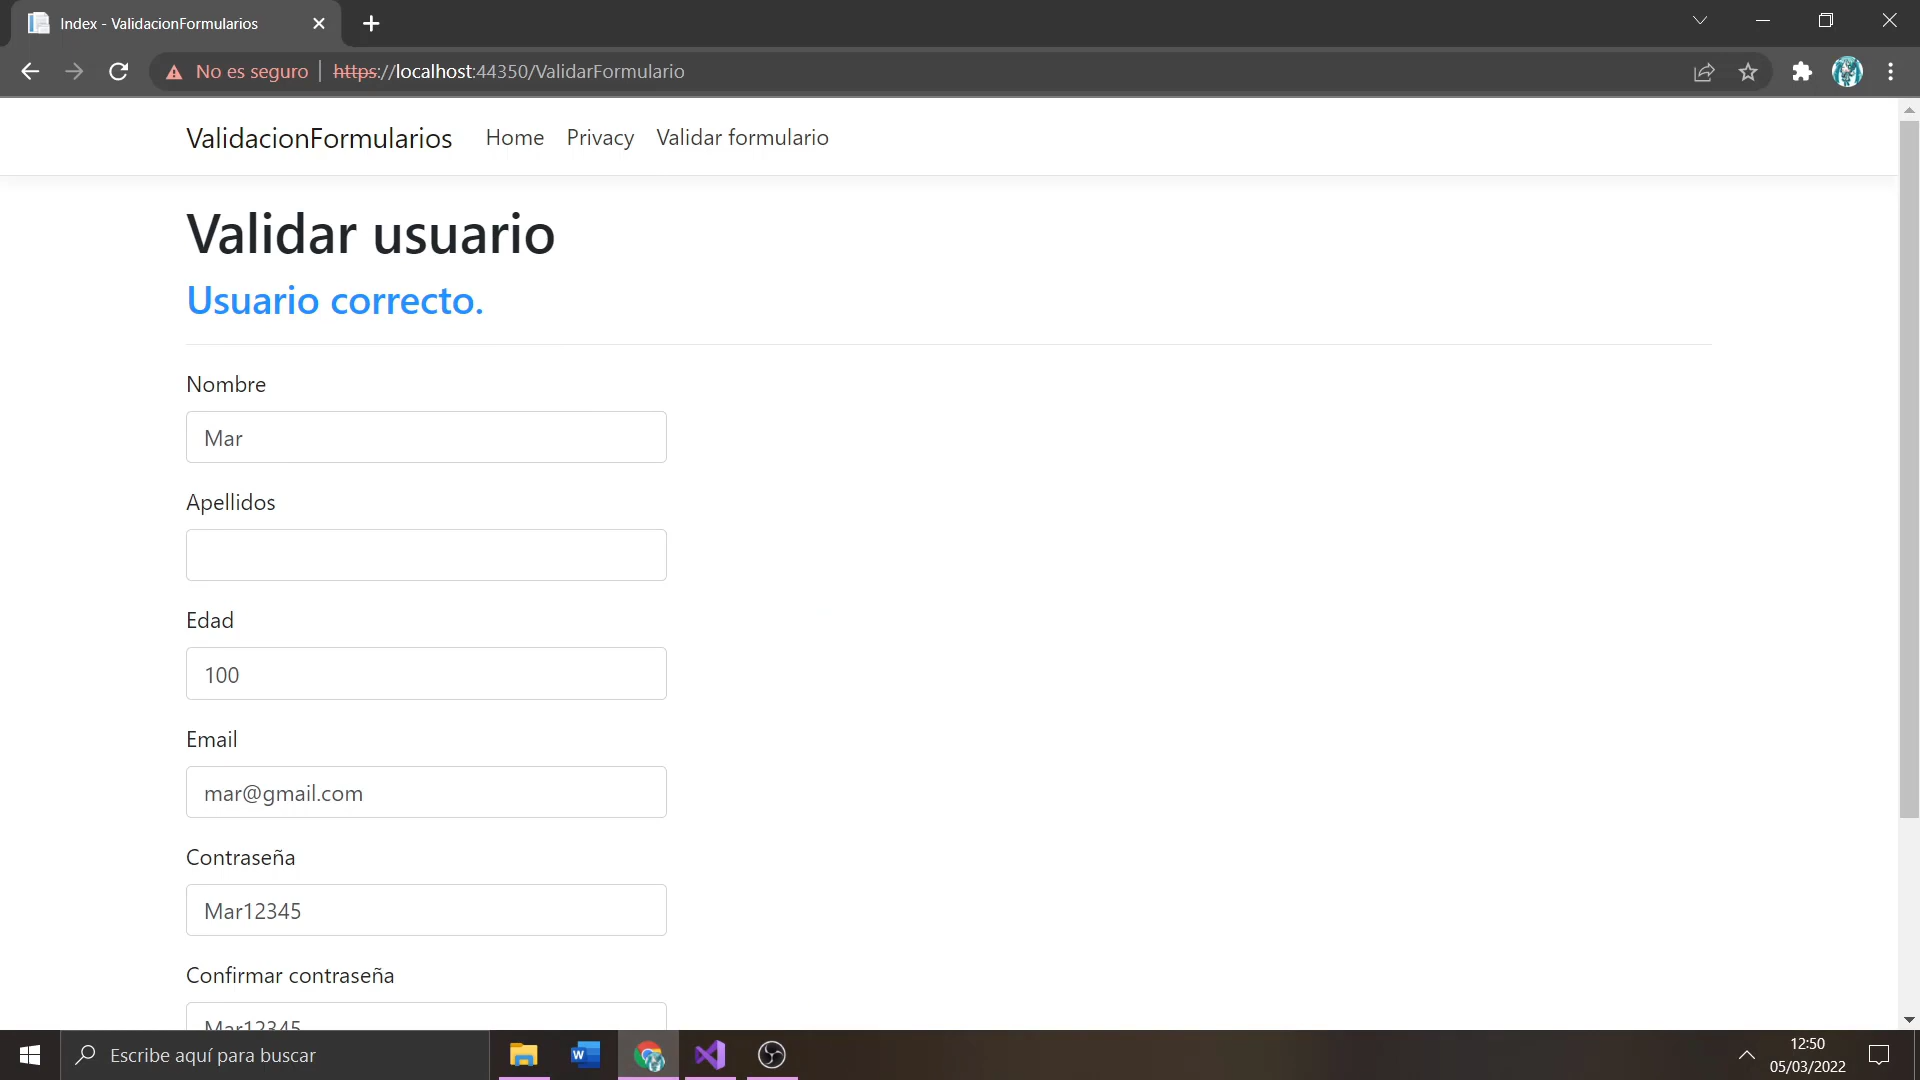 Index - ValidacionFormularios
No es seguro | https://localhost:44350/ValidarFormulario
ValidacionFormularios Home Privacy Validar formulario
Validar usuario
Usuario correcto.
Nombre
Mar
Apellidos
Edad
100
Email
mar@gmail.com
Contraseña
Mar12345
Confirmar contraseña
Mar12345
Escribe aquí para buscar
12:50
05/03/2022